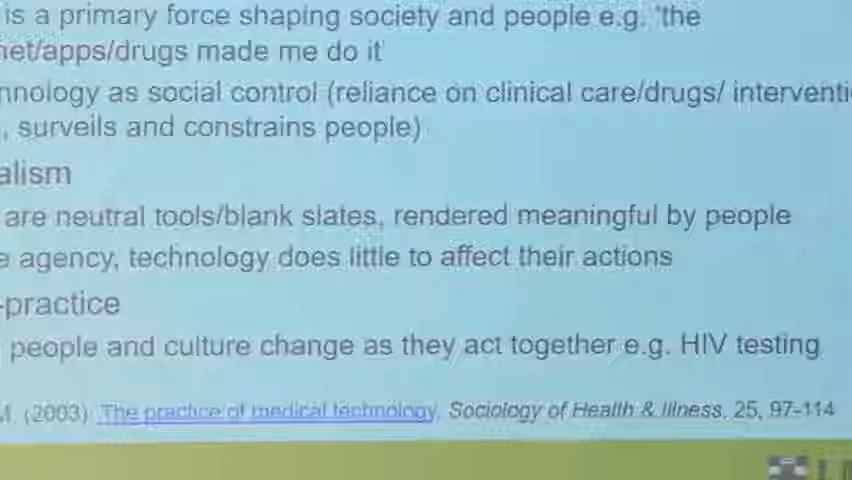 is a primary force shaping society and people e.g. 'the
net/apps/drugs made me do it'
nnology as social control (reliance on clinical care/drugs/ interventi
, surveils and constrains people)
alism
are neutral tools/blank slates, rendered meaningful by people
e agency, technology does little to affect their actions
-practice
people and culture change as they act together e.g. HIV testing
M. (2003) The practice of medical technology, Sociology of Health & Illness, 25, 97-114